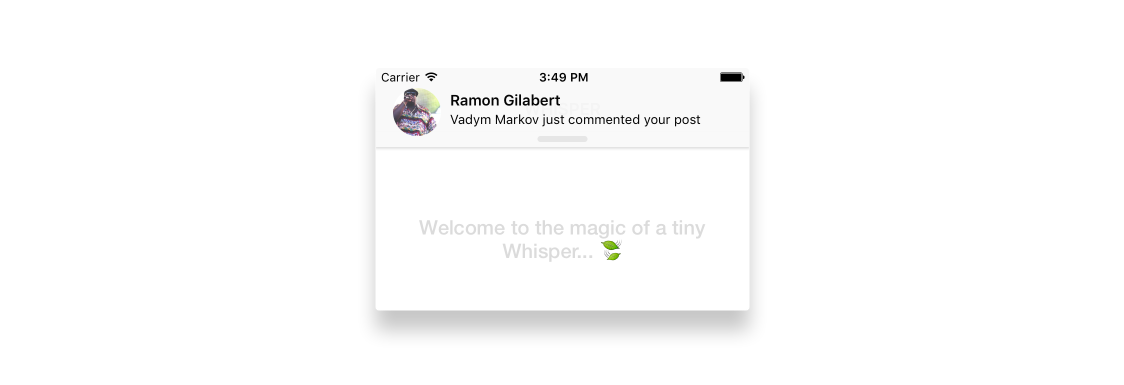 Carrier 3:49 PM
Ramon Gilabert
Vadym Markov just commented your post
Welcome to the magic of a tiny
Whisper... 🍃